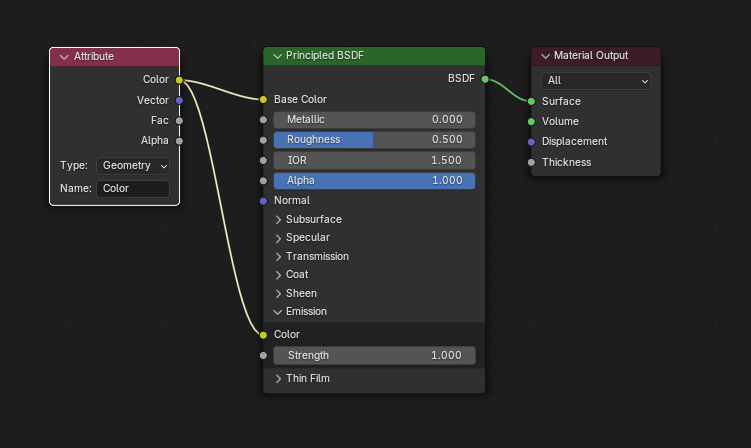 Attribute
Color
Vector
Fac
Alpha
Type: Geometry
Name: Color
Principled BSDF
BSDF
Base Color
Metallic 0.000
Roughness 0.500
IOR 1.500
Alpha 1.000
Normal
Subsurface
Specular
Transmission
Coat
Sheen
Emission
Color
Strength 1.000
Thin Film
Material Output
All
Surface
Volume
Displacement
Thickness